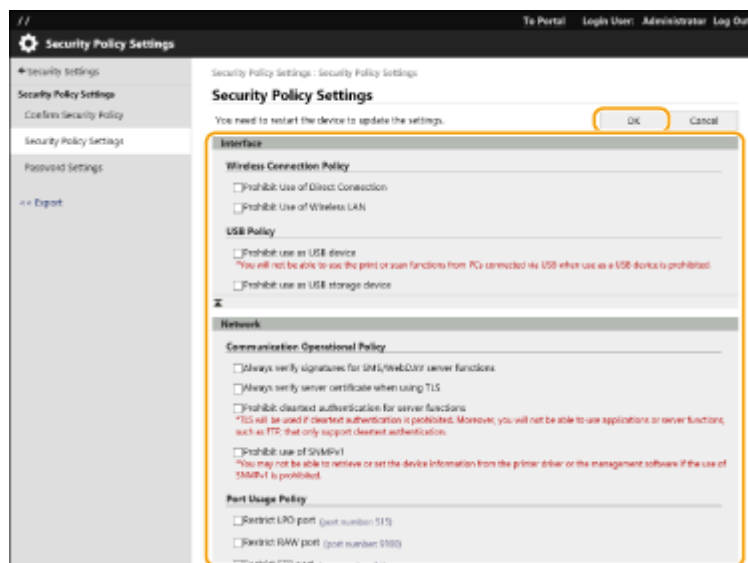 //
To Portal Login User: Administrator Log Out
Security Policy Settings
Security Settings
Security Policy Settings : Security Policy Settings
Security Policy Settings
Security Policy Settings
Confirm Security Policy
You need to restart the device to update the settings.
OK
Cancel
Security Policy Settings
Interface
Password Settings
Wireless Connection Policy
Prohibit Use of Direct Connection
<< Export
Prohibit Use of Wireless LAN
USB Policy
Prohibit use as USB device
*You will not be able to use the print or scan functions from PCs connected via USB when use as a USB device is prohibited.
Prohibit use as USB storage device
Network
Communication Operational Policy
Always verify signatures for SMS/WebDAV server functions
Always verify server certificate when using TLS
Prohibit cleartext authentication for server functions
*TLS will be used if cleartext authentication is prohibited. Moreover, you will not be able to use applications or server functions,
such as FTP, that only support cleartext authentication.
Prohibit use of SNMPv1
*You may not be able to retrieve or set the device information from the printer driver or the management software if the use of
SNMPv1 is prohibited.
Port Usage Policy
Restrict LPD port (port number: 515)
Restrict RAW port (port number: 9100)